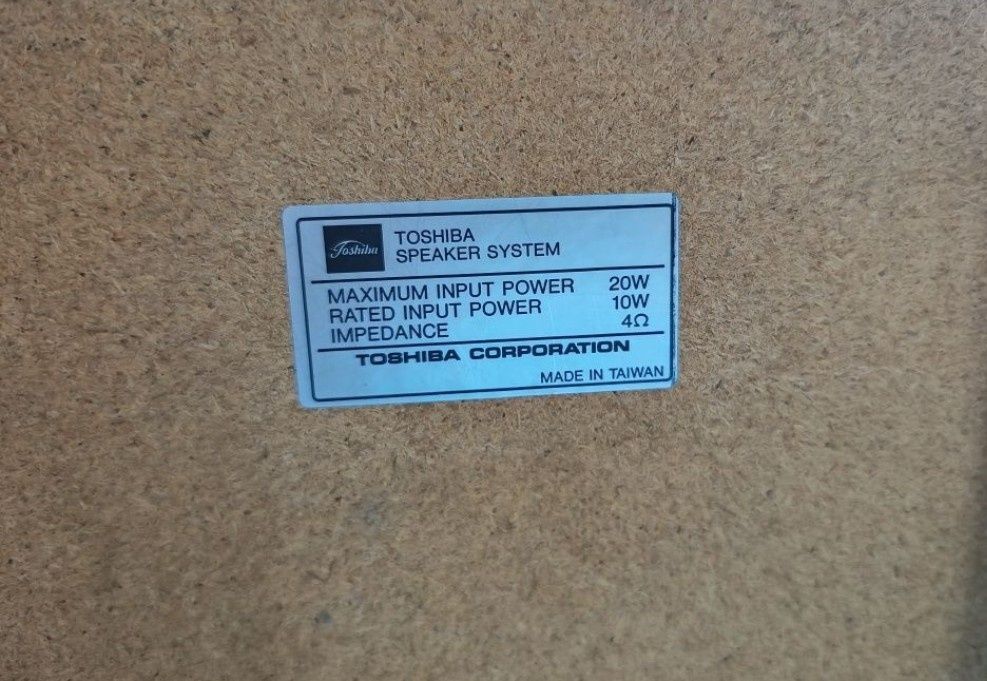 Toshiba
TOSHIBA
SPEAKER SYSTEM
MAXIMUM INPUT POWER 20W
RATED INPUT POWER 10W
IMPEDANCE 4Ω
TOSHIBA CORPORATION
MADE IN TAIWAN